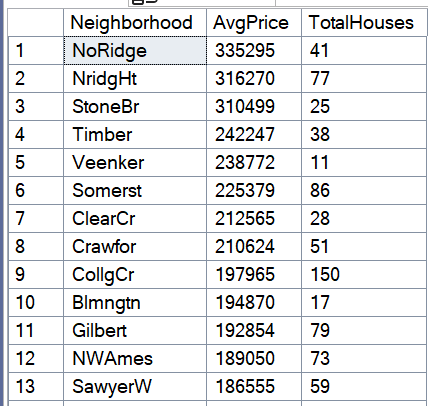 Neighborhood AvgPrice TotalHouses
1 NoRidge 335295 41
2 NridgHt 316270 77
3 StoneBr 310499 25
4 Timber 242247 38
5 Veenker 238772 11
6 Somerst 225379 86
7 ClearCr 212565 28
8 Crawfor 210624 51
9 CollgCr 197965 150
10 Blmngtn 194870 17
11 Gilbert 192854 79
12 NWAmes 189050 73
13 SawyerW 186555 59